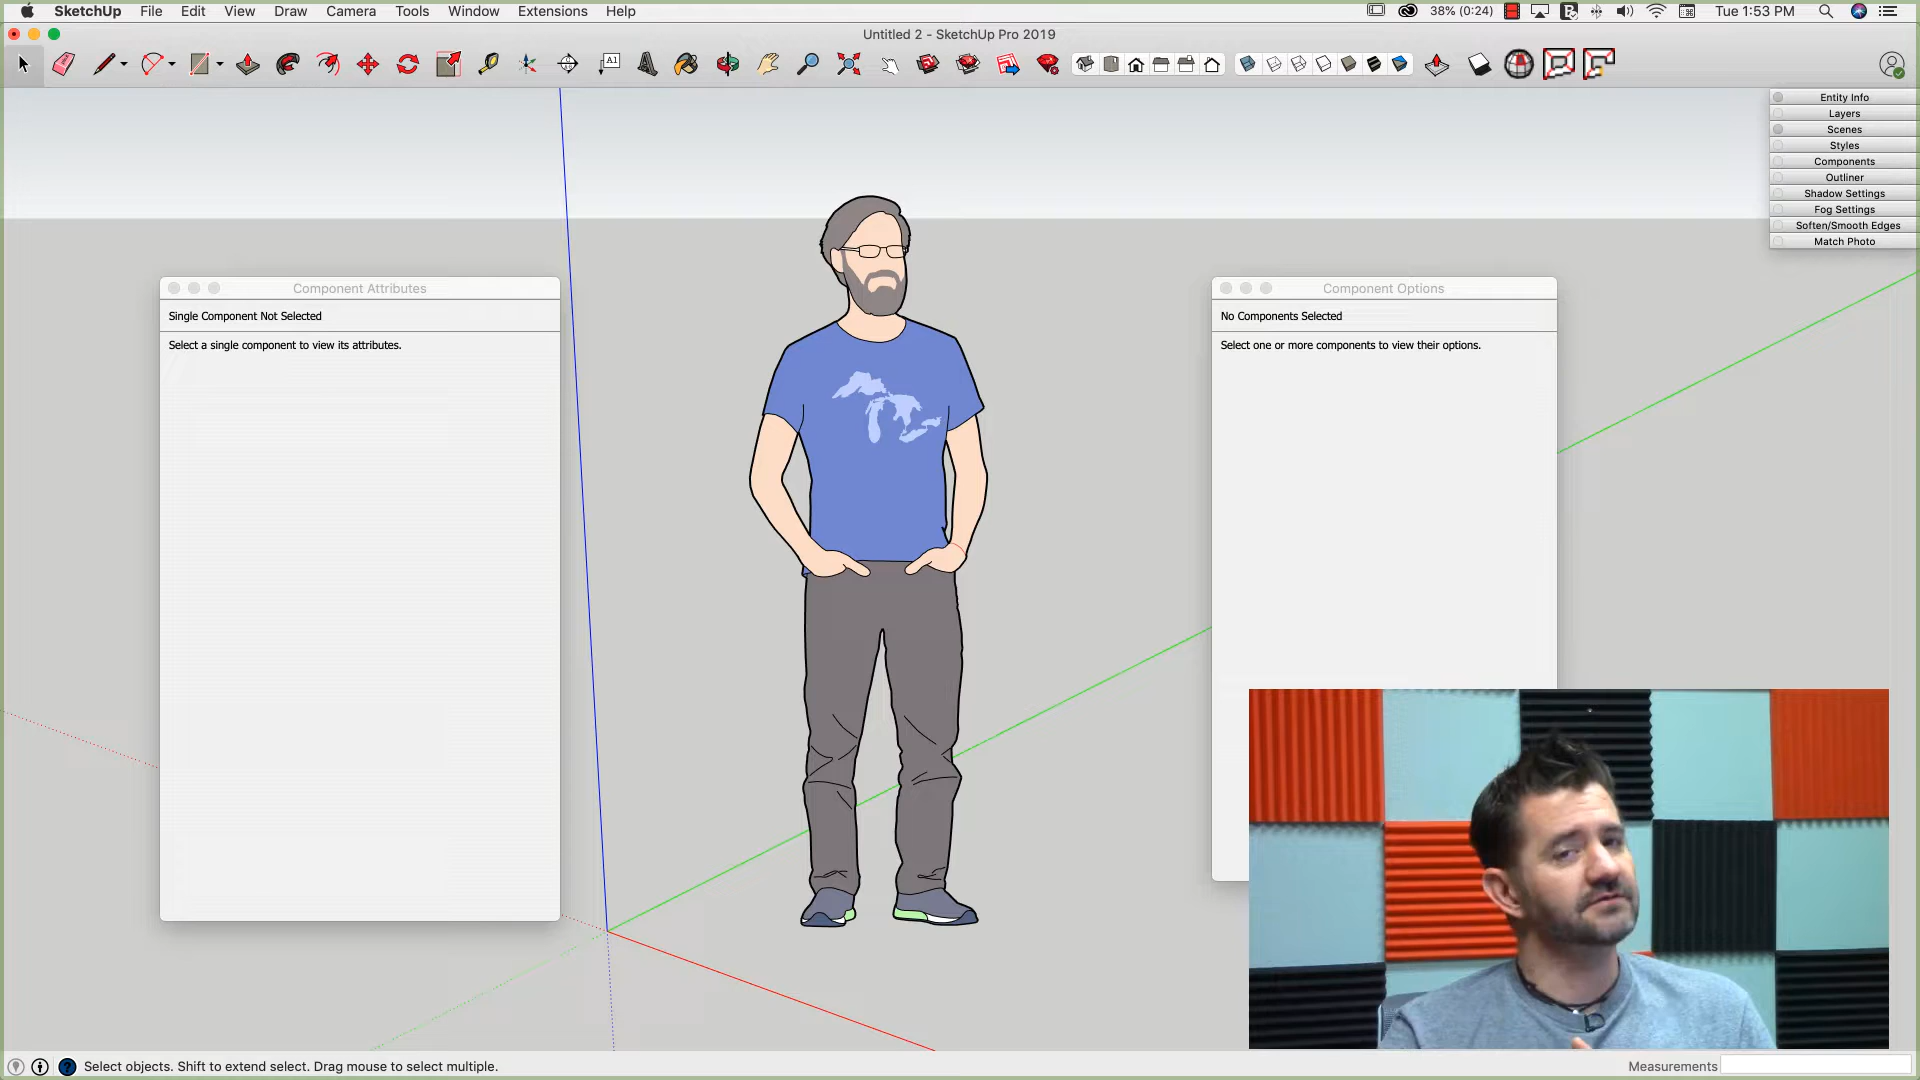 SketchUp File Edit View Draw Camera Tools Window Extensions Help 38% (0:24) Tue 1:53 PM
Untitled 2 - SketchUp Pro 2019
A1
Entity Info
Layers
Scenes
Styles
Components
Outliner
Shadow Settings
Fog Settings
Soften/Smooth Edges
Match Photo
Component Attributes
Single Component Not Selected
Select a single component to view its attributes.
Component Options
No Components Selected
Select one or more components to view their options.
Select objects. Shift to extend select. Drag mouse to select multiple.
Measurements